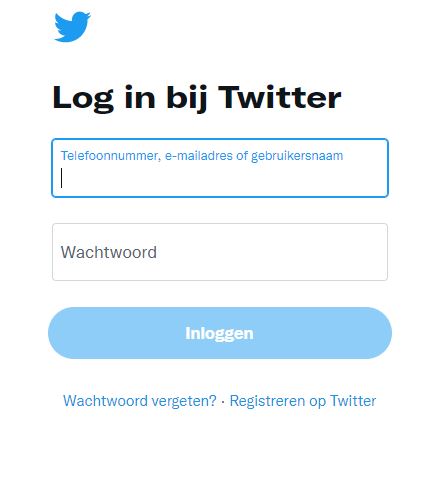 Log in bij Twitter
Telefoonnummer, e-mailadres of gebruikersnaam
Wachtwoord
Inloggen
Wachtwoord vergeten? · Registreren op Twitter